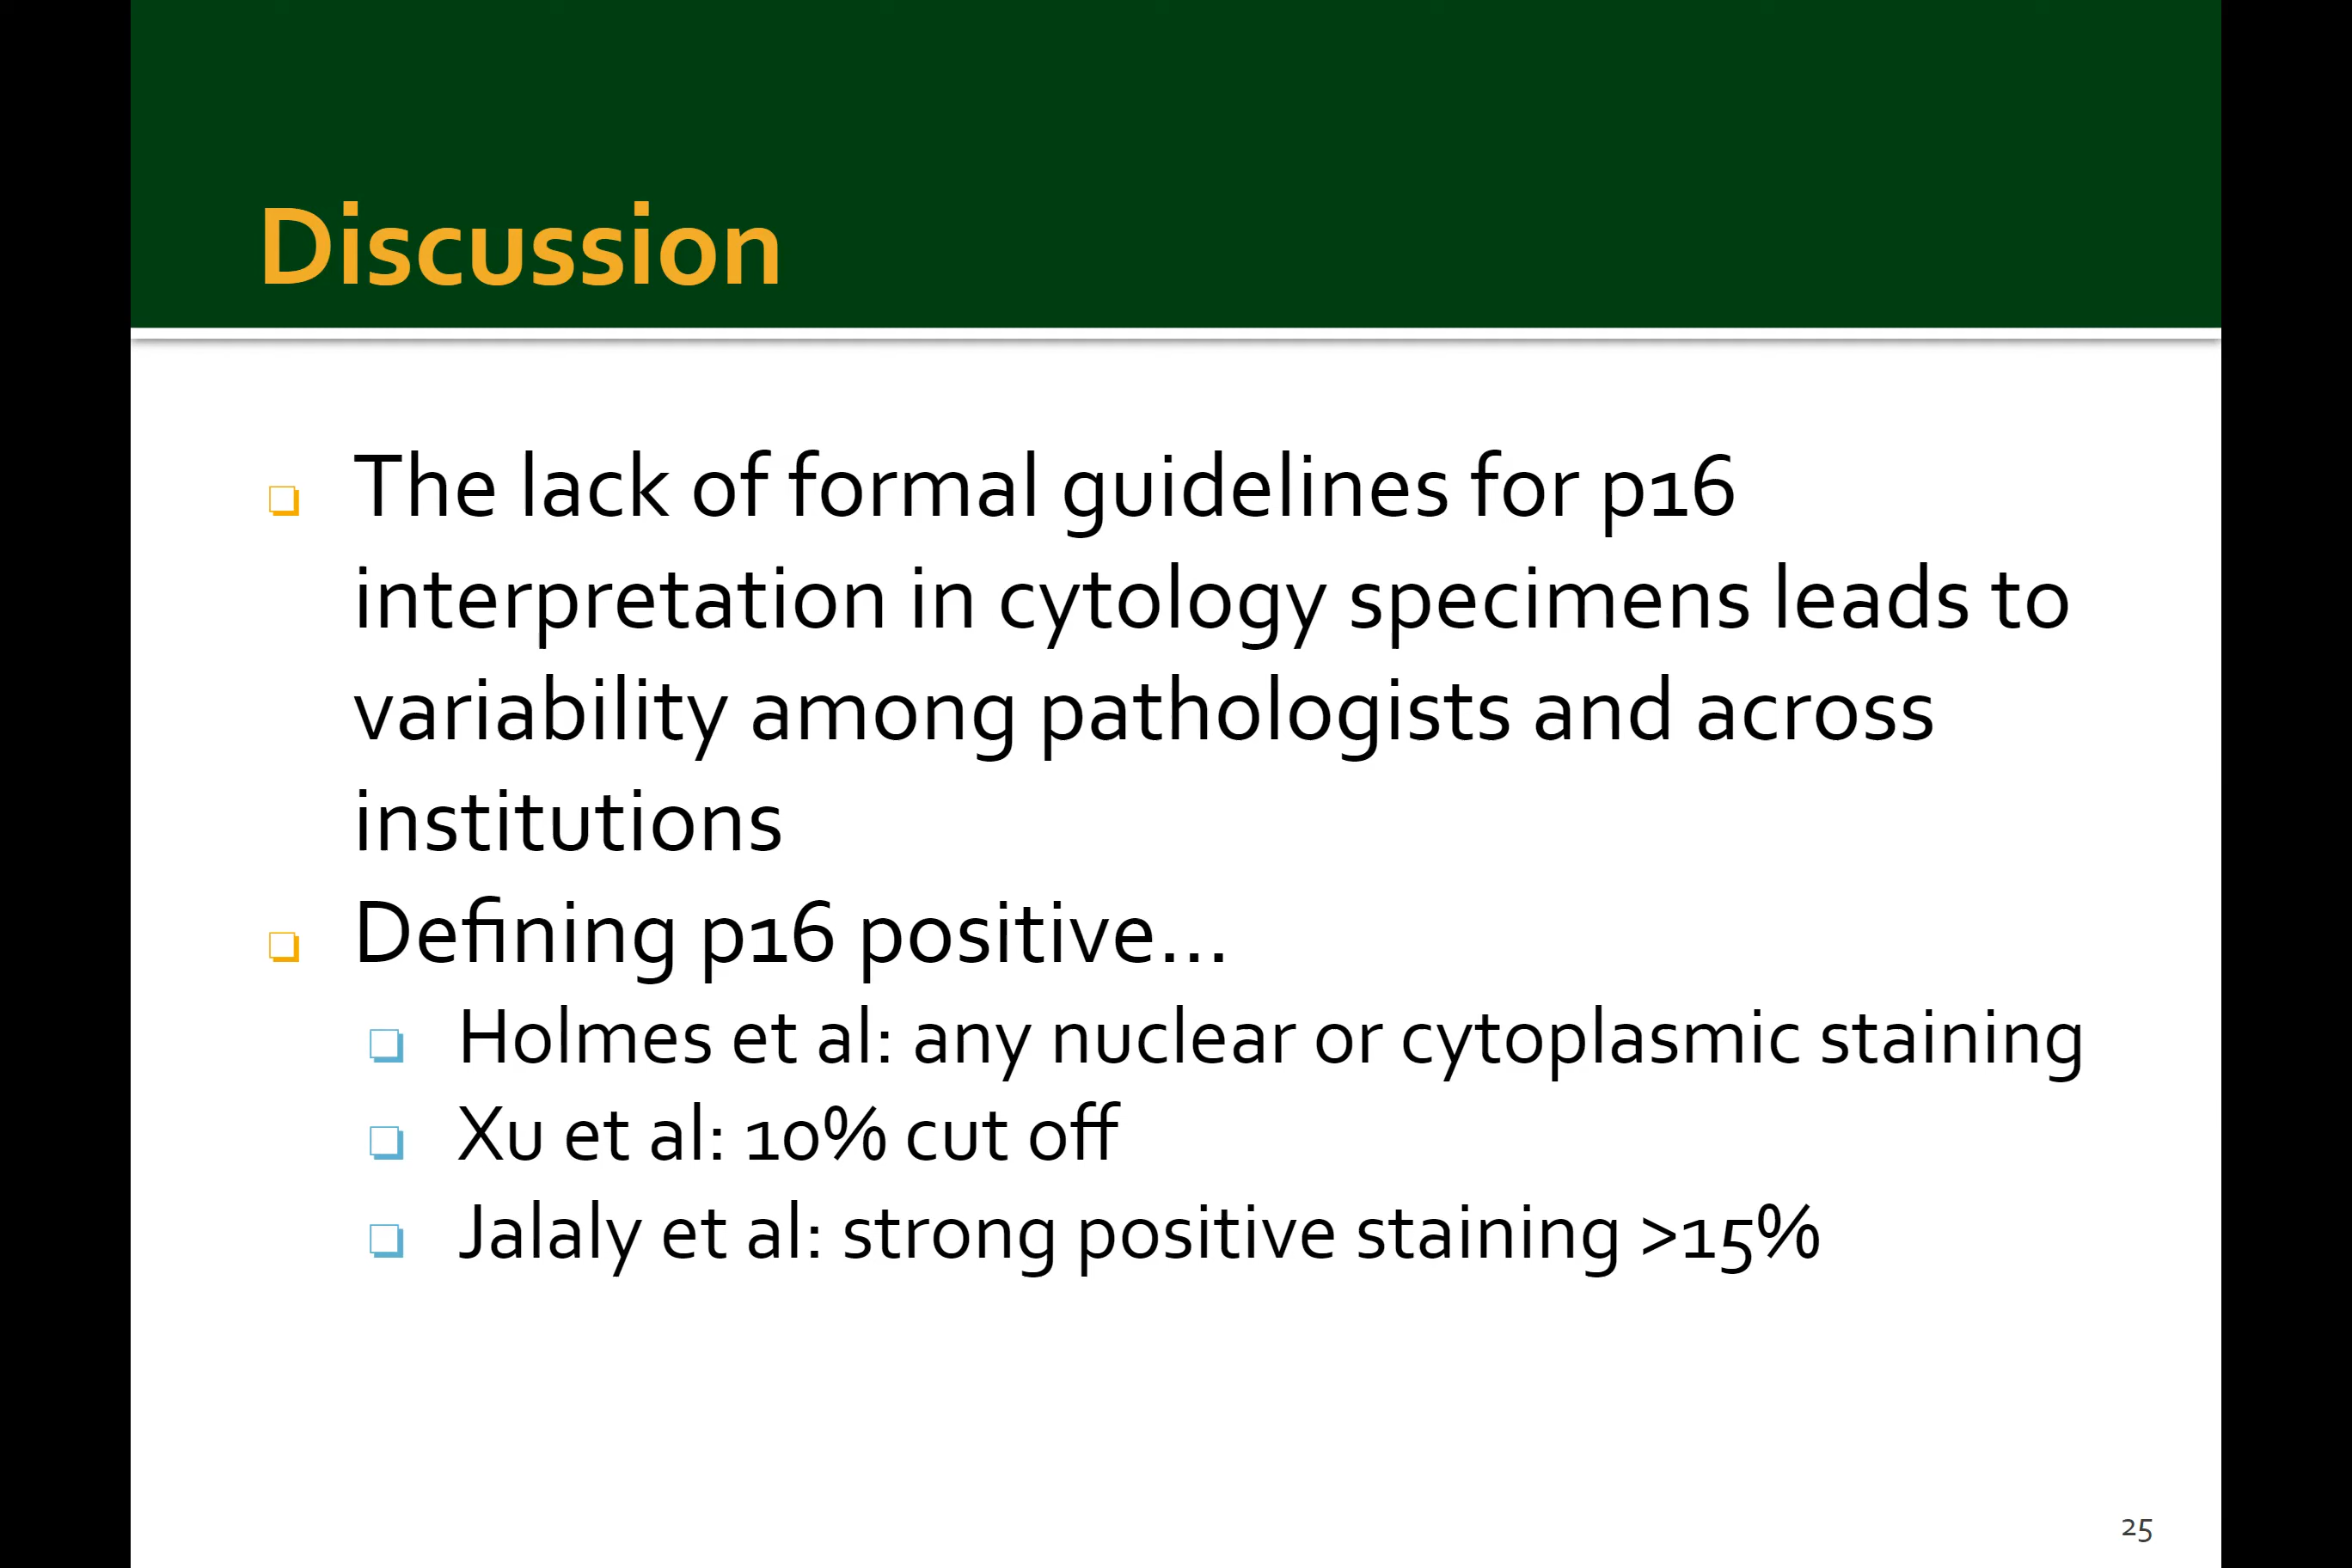 Discussion
The lack of formal guidelines for p16
interpretation in cytology specimens leads to
variability among pathologists and across
institutions
Defining p16 positive...
Holmes et al: any nuclear or cytoplasmic staining
Xu et al: 10% cut off
Jalaly et al: strong positive staining >15%
25